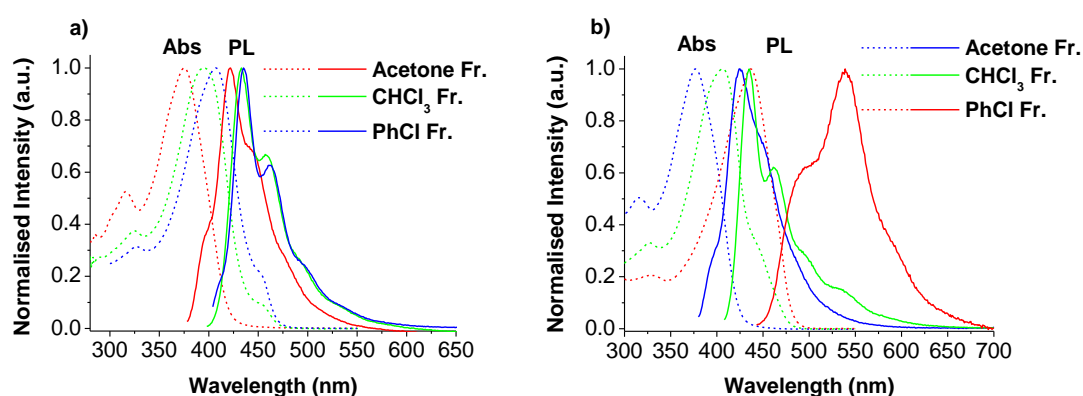 a)
Abs PL
Acetone Fr.
CHCl3 Fr.
PhCl Fr.
Normalised Intensity (a.u.)
1.0
0.8
0.6
0.4
0.2
0.0
300 350 400 450 500 550 600 650
Wavelength (nm)
b)
Abs PL
Acetone Fr.
CHCl3 Fr.
PhCl Fr.
Normalised Intensity (a.u.)
1.0
0.8
0.6
0.4
0.2
0.0
300 350 400 450 500 550 600 650 700
Wavelength (nm)